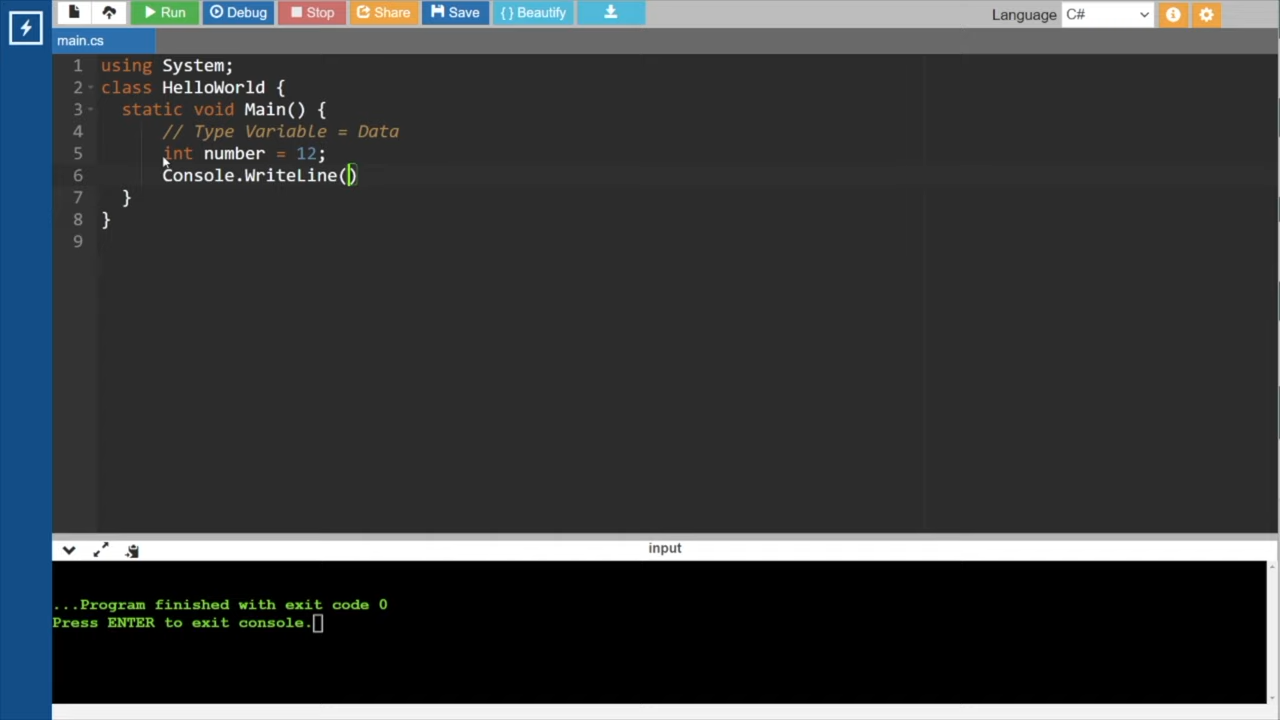 Run Debug Stop Share Save { } Beautify Language C#
main.cs
1 using System;
2 class HelloWorld {
3 static void Main() {
4 // Type Variable = Data
5 int number = 12;
6 Console.WriteLine()
7 }
8 }
9
input
...Program finished with exit code 0
Press ENTER to exit console.